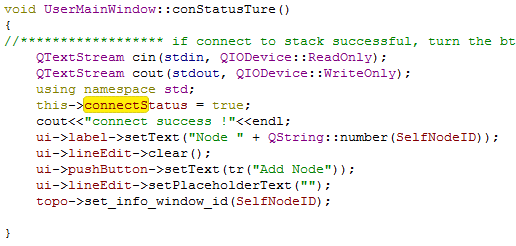 void UserMainWindow::conStatusTure()
{
//****************** if connect to stack successful, turn the bt
QTextStream cin(stdin, QIODevice::ReadOnly);
QTextStream cout(stdout, QIODevice::WriteOnly);
using namespace std;
this->connectStatus = true;
cout<<"connect success !"<<endl;
ui->label->setText("Node " + QString::number(SelfNodeID));
ui->lineEdit->clear();
ui->pushButton->setText(tr("Add Node"));
ui->lineEdit->setPlaceholderText("");
topo->set_info_window_id(SelfNodeID);
}